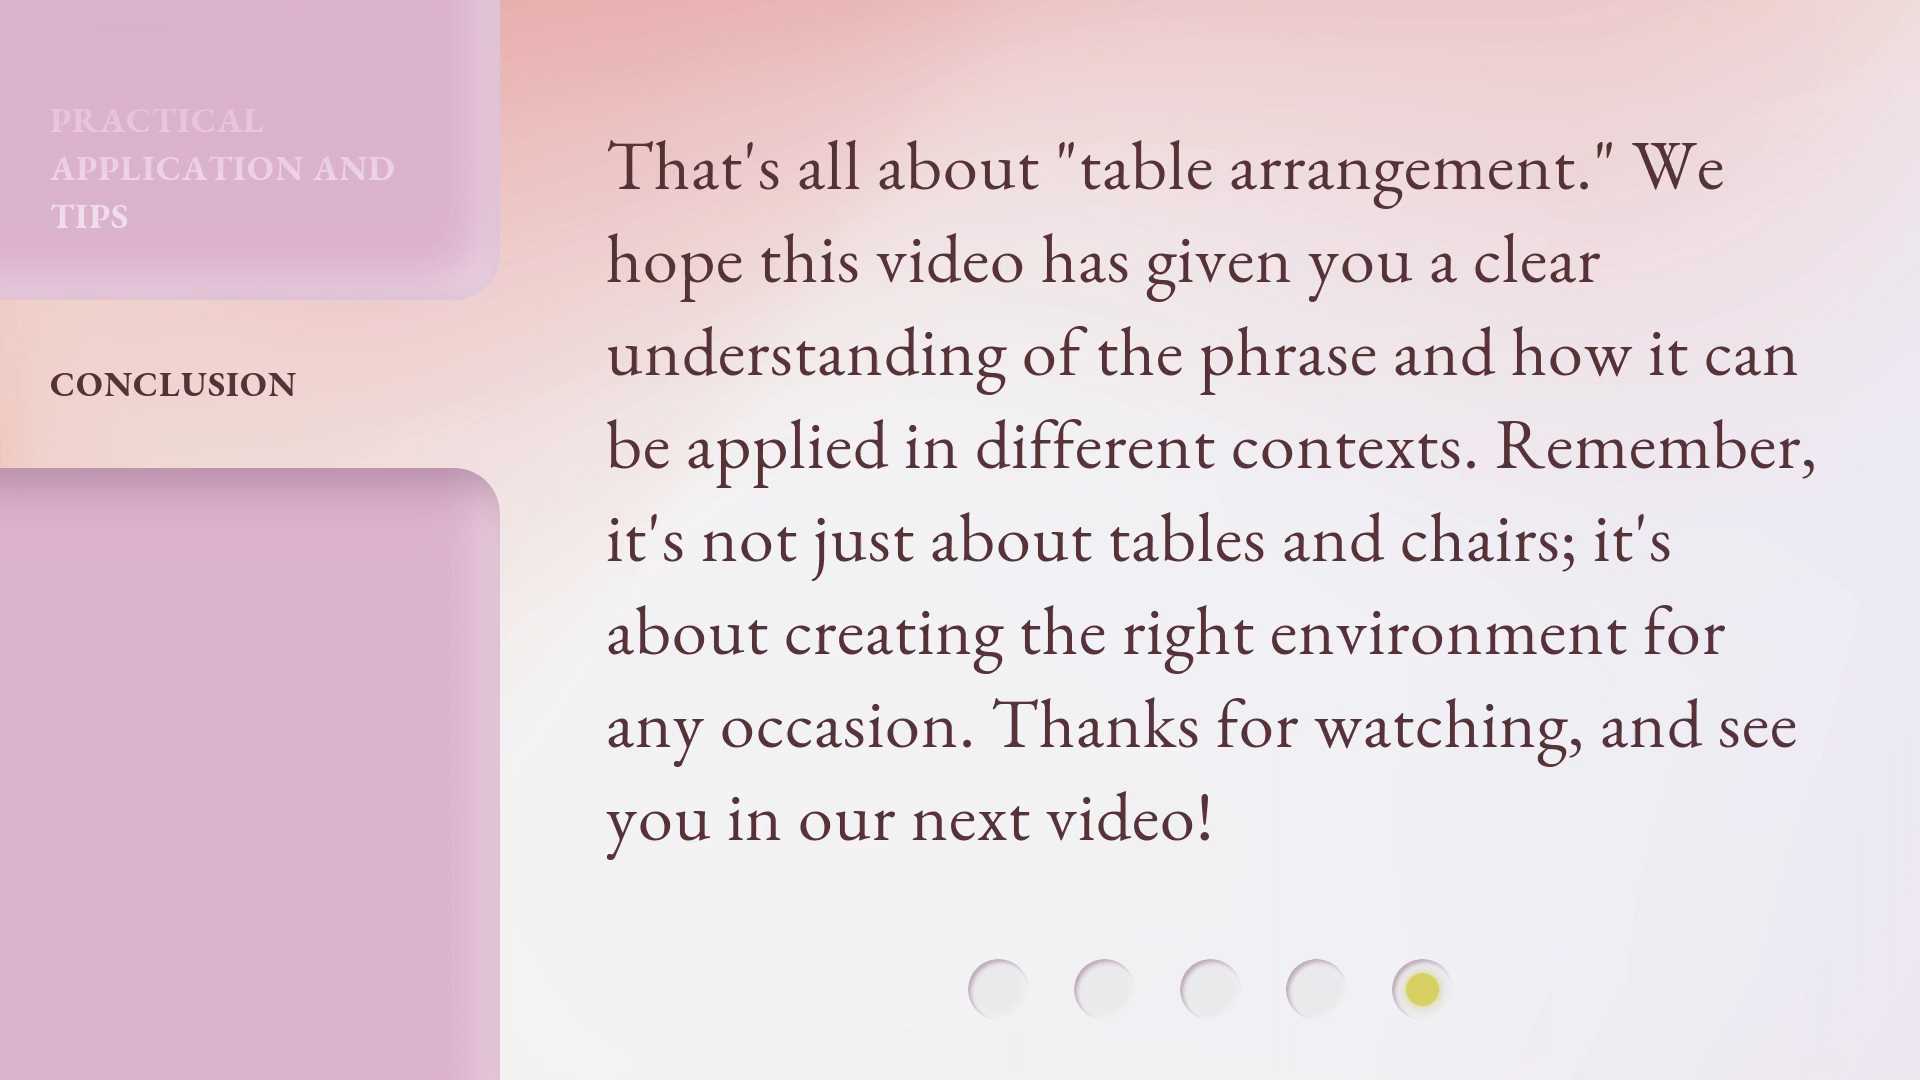 PRACTICAL
APPLICATION AND
TIPS
CONCLUSION
That's all about "table arrangement." We
hope this video has given you a clear
understanding of the phrase and how it can
be applied in different contexts. Remember,
it's not just about tables and chairs; it's
about creating the right environment for
any occasion. Thanks for watching, and see
you in our next video!